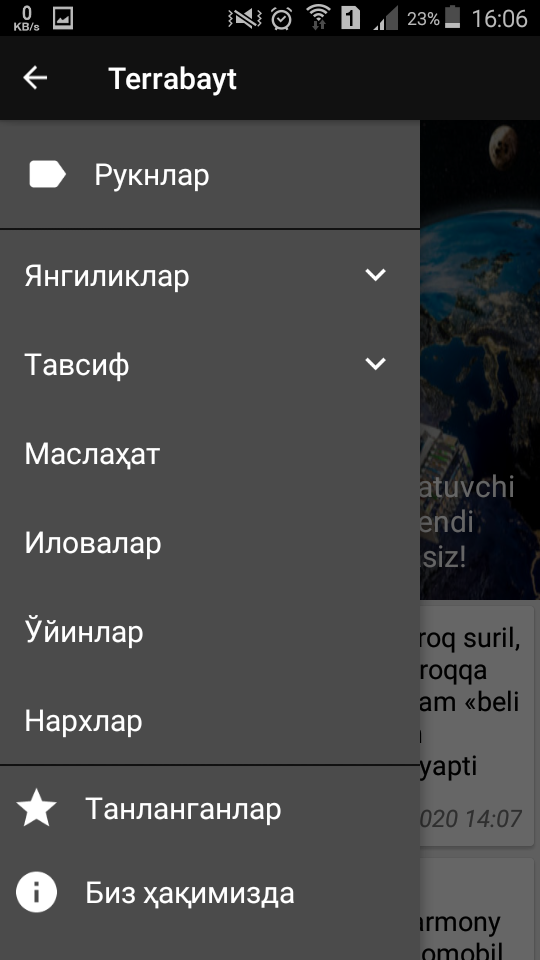 0
KB/s
1
23%
16:06
Terrabayt
Рукнлар
Янгиликлар
Тавсиф
Маслаҳат
Иловалар
Ўйинлар
Нархлар
Танланганлар
Биз ҳақимизда
atuvchi
endi
siz!
roq suril,
roqqa
am «beli
yapti
020 14:07
armony
omobil